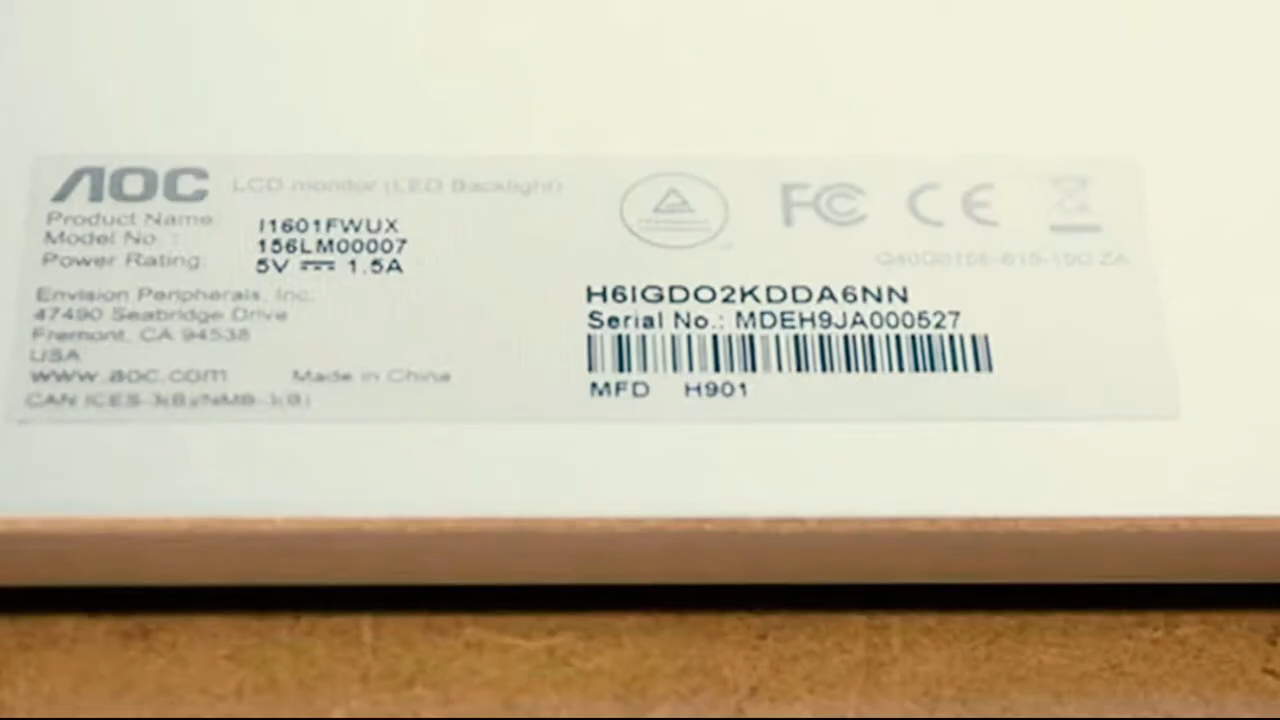 AOC LCD monitor (LED Backlight)
Product Name: I1601FWUX
Model No. : 156LM00007
Power Rating: 5V ⎓ 1.5A
Envision Peripherals, Inc.
47490 Seabridge Drive
Fremont, CA 94538
USA
www.aoc.com Made in China
CAN ICES-3(B)/NMB-3(B)
FC CE
H6IGDO2KDDA6NN
Serial No.: MDEH9JA000527
MFD H901